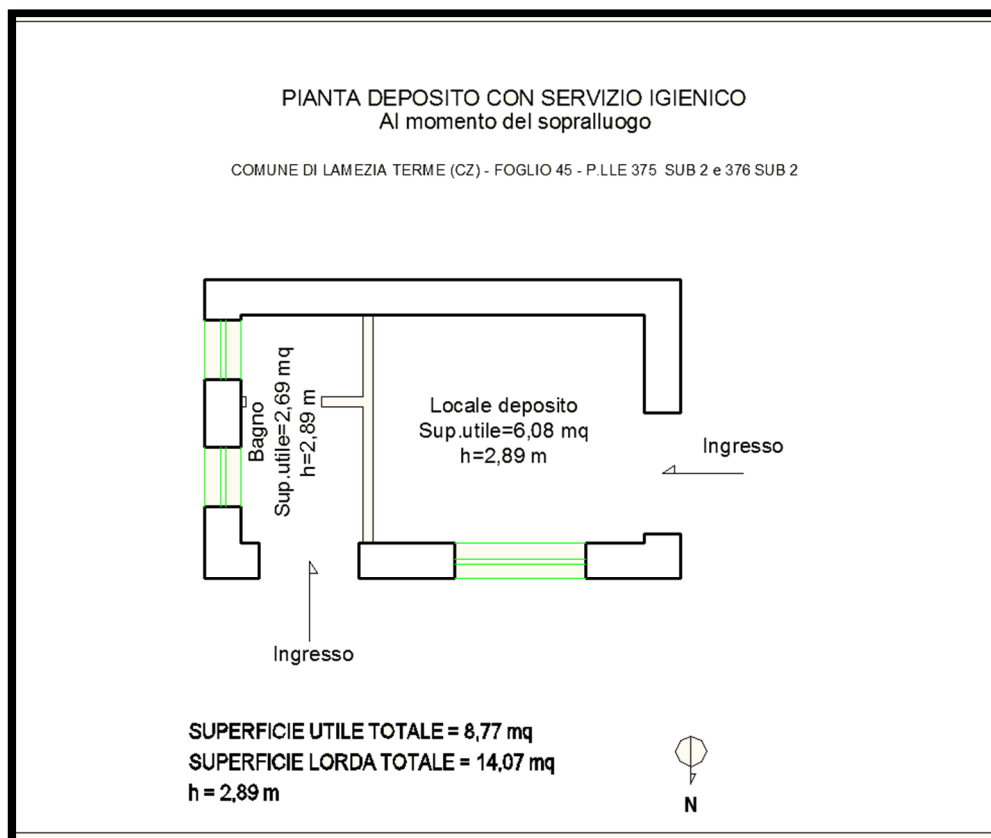 PIANTA DEPOSITO CON SERVIZIO IGIENICO
Al momento del sopralluogo
COMUNE DI LAMEZIA TERME (CZ) - FOGLIO 45 - P.LLE 375 SUB 2 e 376 SUB 2
Bagno
Sup.utile=2,69 mq
h=2,89 m
Locale deposito
Sup.utile=6,08 mq
h=2,89 m
Ingresso
Ingresso
SUPERFICIE UTILE TOTALE = 8,77 mq
SUPERFICIE LORDA TOTALE = 14,07 mq
h = 2,89 m
N